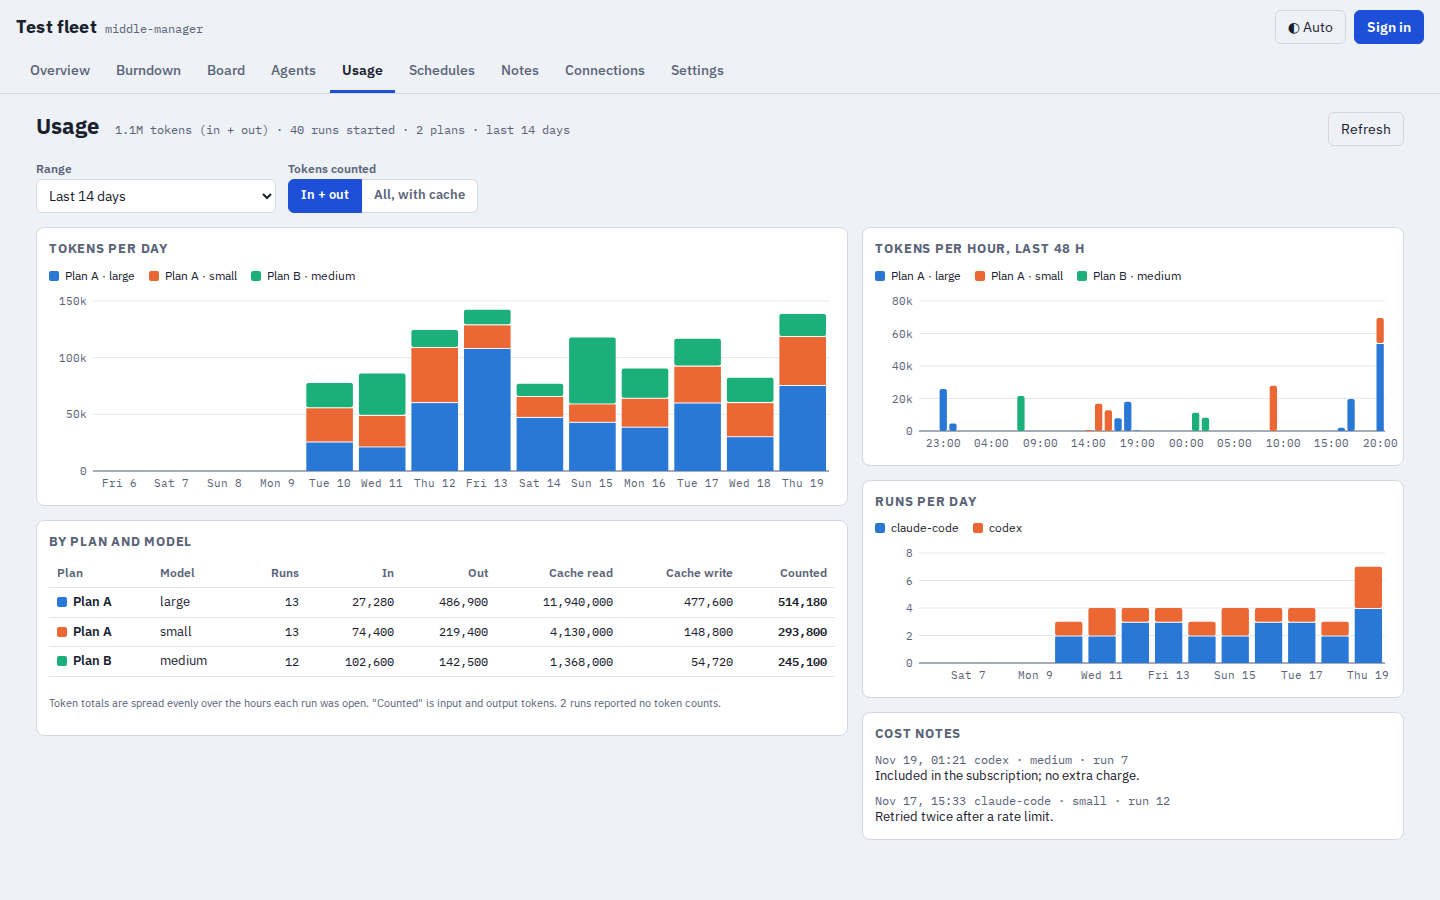 Test fleet middle-manager
◐ Auto
Sign in
Overview Burndown Board Agents Usage Schedules Notes Connections Settings
Usage 1.1M tokens (in + out) · 40 runs started · 2 plans · last 14 days
Refresh
Range
Last 14 days
Tokens counted
In + out All, with cache
TOKENS PER DAY
Plan A · large Plan A · small Plan B · medium
150k
100k
50k
0
Fri 6 Sat 7 Sun 8 Mon 9 Tue 10 Wed 11 Thu 12 Fri 13 Sat 14 Sun 15 Mon 16 Tue 17 Wed 18 Thu 19
BY PLAN AND MODEL
Plan Model Runs In Out Cache read Cache write Counted
Plan A large 13 27,280 486,900 11,940,000 477,600 514,180
Plan A small 13 74,400 219,400 4,130,000 148,800 293,800
Plan B medium 12 102,600 142,500 1,368,000 54,720 245,100
Token totals are spread evenly over the hours each run was open. "Counted" is input and output tokens. 2 runs reported no token counts.
TOKENS PER HOUR, LAST 48 H
Plan A · large Plan A · small Plan B · medium
80k
60k
40k
20k
0
23:00 04:00 09:00 14:00 19:00 00:00 05:00 10:00 15:00 20:00
RUNS PER DAY
claude-code codex
8
6
4
2
0
Sat 7 Mon 9 Wed 11 Fri 13 Sun 15 Tue 17 Thu 19
COST NOTES
Nov 19, 01:21 codex · medium · run 7
Included in the subscription; no extra charge.
Nov 17, 15:33 claude-code · small · run 12
Retried twice after a rate limit.